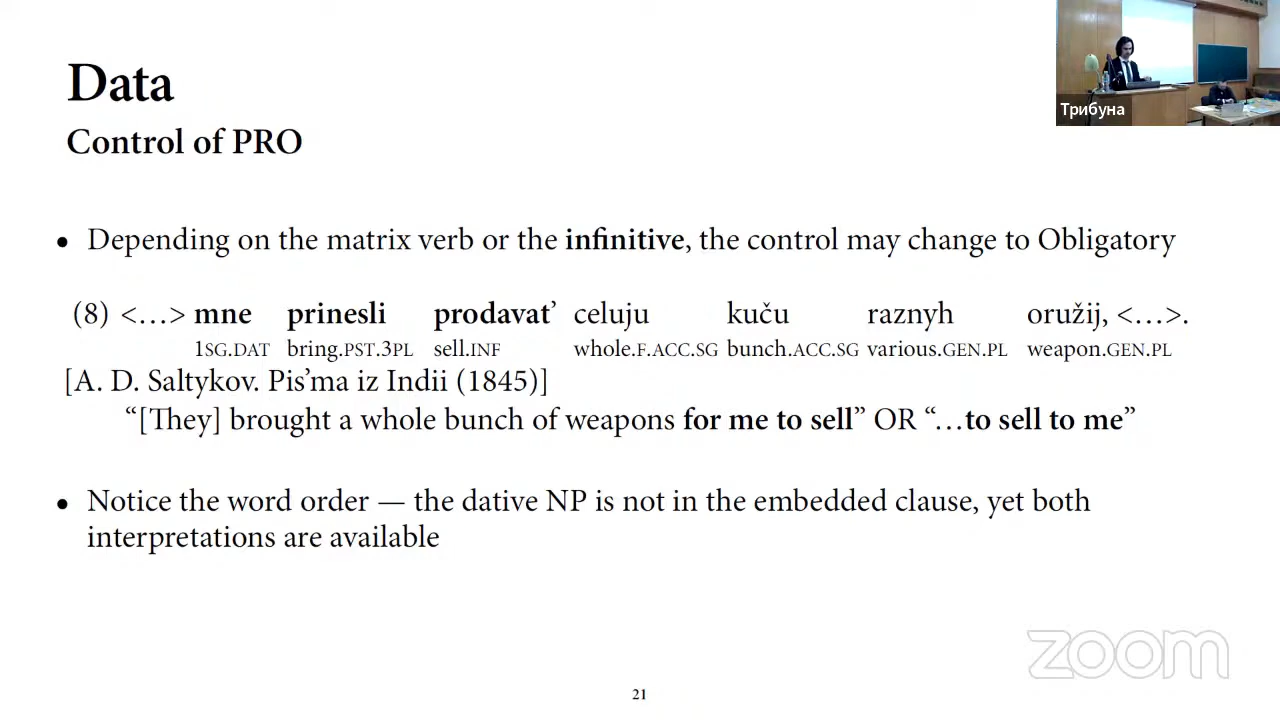 Data
Control of PRO
Трибуна
• Depending on the matrix verb or the infinitive, the control may change to Obligatory
(8) <…> mne prinesli prodavat’ celuju kuču raznyh oružij, <…>.
1SG.DAT bring.PST.3PL sell.INF whole.F.ACC.SG bunch.ACC.SG various.GEN.PL weapon.GEN.PL
[A. D. Saltykov. Pis’ma iz Indii (1845)]
“[They] brought a whole bunch of weapons for me to sell” OR “…to sell to me”
• Notice the word order — the dative NP is not in the embedded clause, yet both
interpretations are available
zoom
21